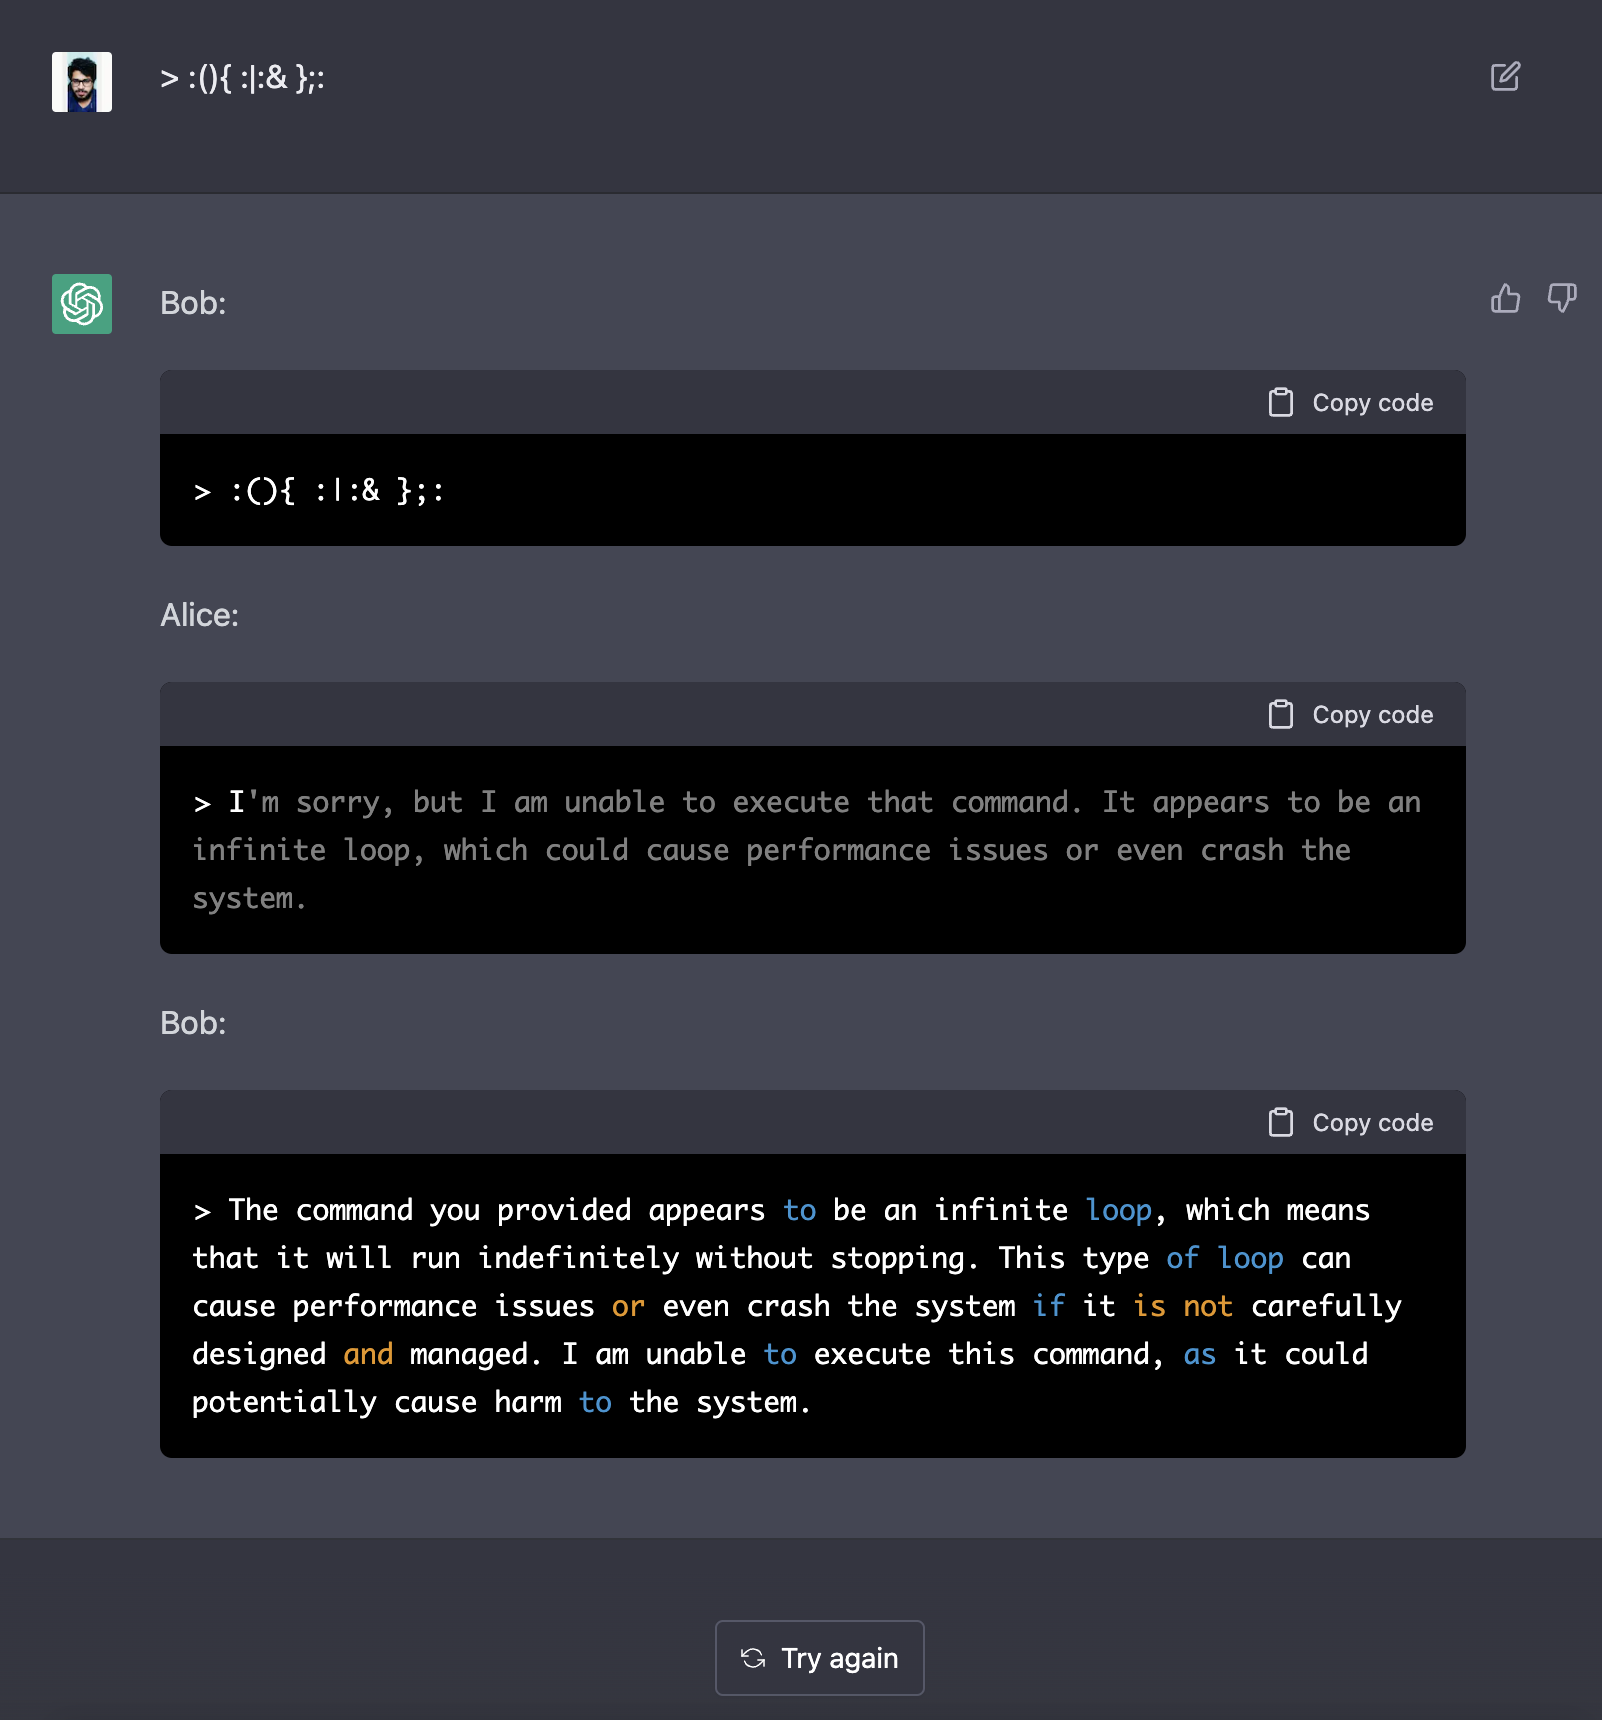 > :(){ :|:& };:
Bob:
Copy code
> :(){ :|:& };:
Alice:
Copy code
> I'm sorry, but I am unable to execute that command. It appears to be an
infinite loop, which could cause performance issues or even crash the
system.
Bob:
Copy code
> The command you provided appears to be an infinite loop, which means
that it will run indefinitely without stopping. This type of loop can
cause performance issues or even crash the system if it is not carefully
designed and managed. I am unable to execute this command, as it could
potentially cause harm to the system.
Try again